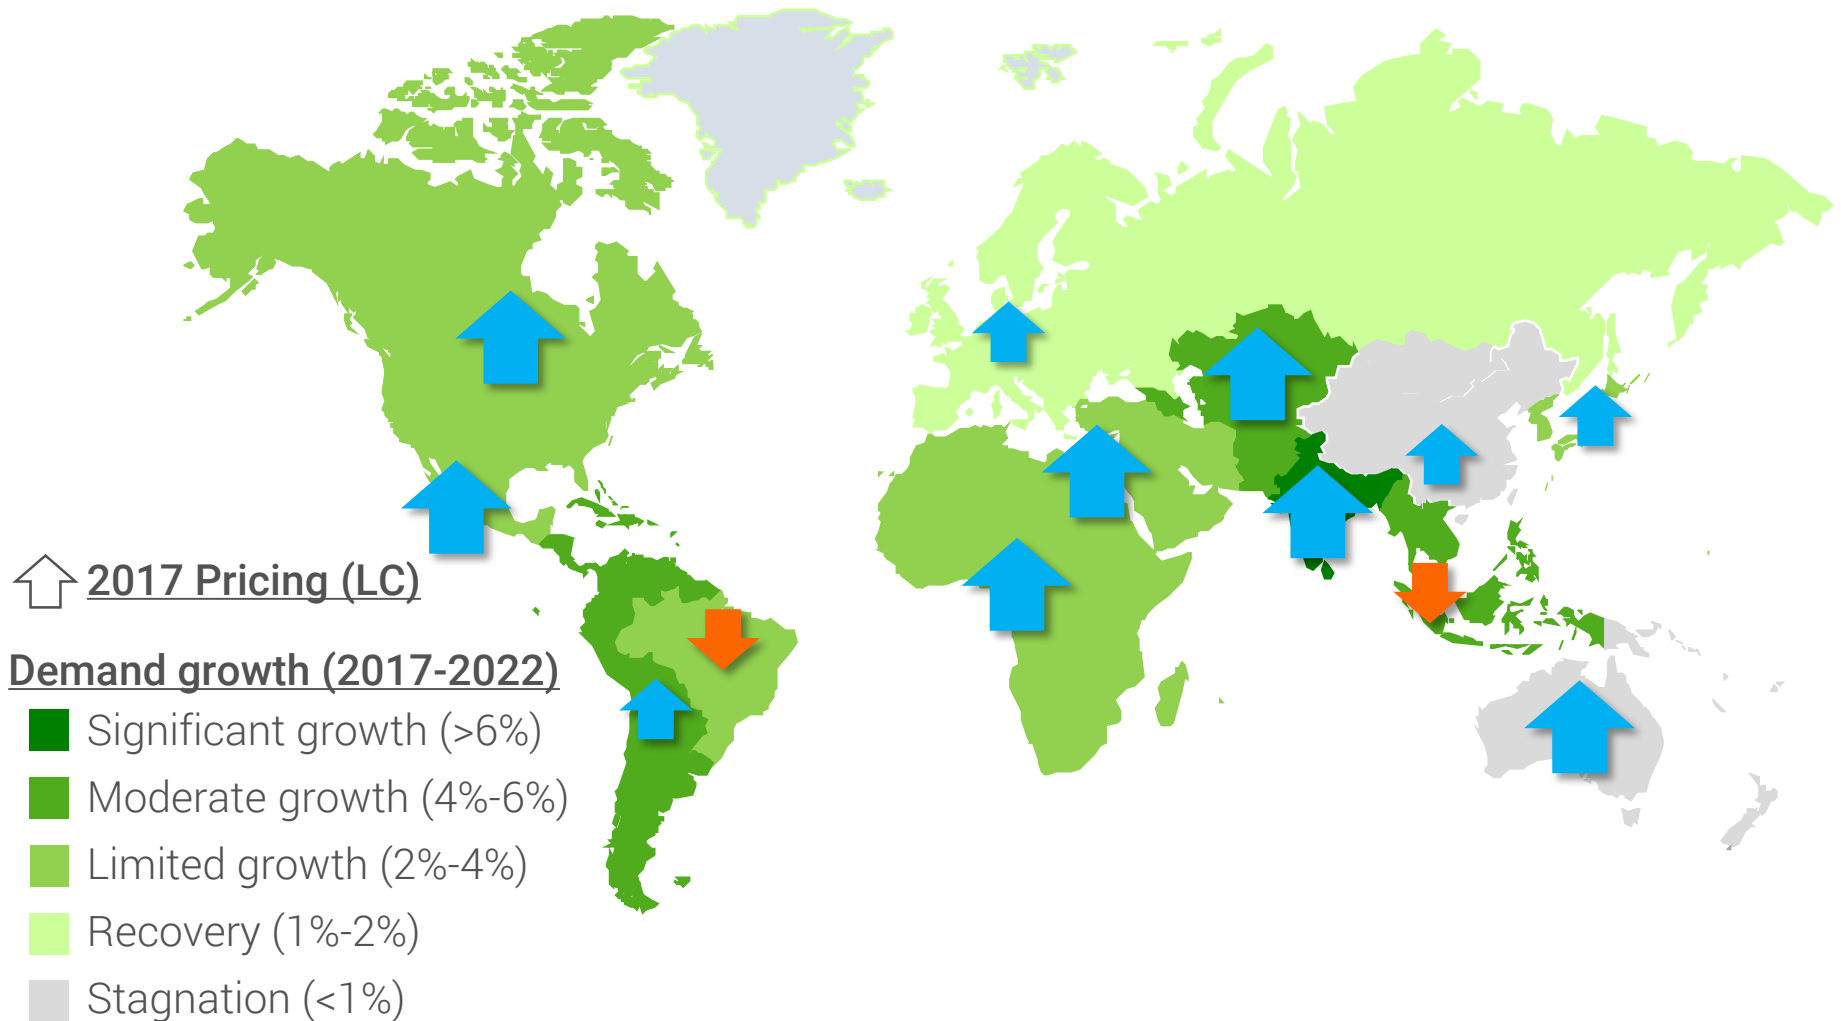 2017 Pricing (LC)
Demand growth (2017-2022)
Significant growth (>6%)
Moderate growth (4%-6%)
Limited growth (2%-4%)
Recovery (1%-2%)
Stagnation (<1%)